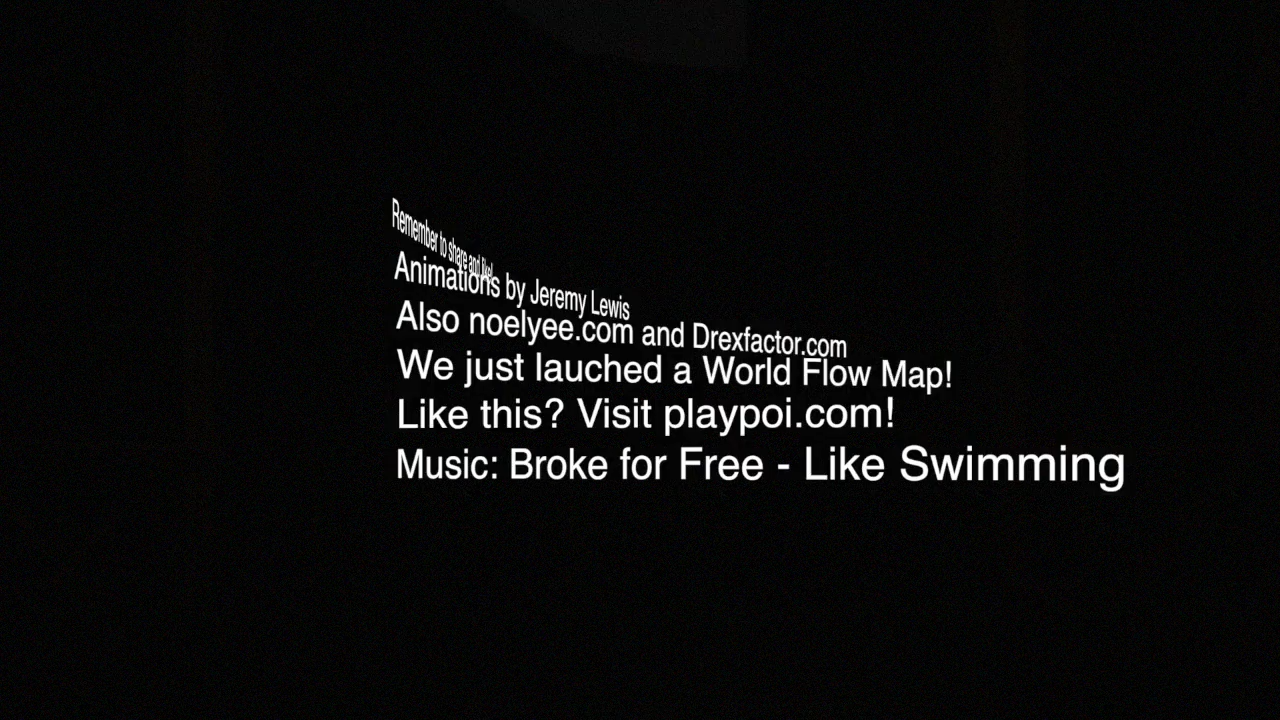 Remember to share and like!
Animations by Jeremy Lewis
Also noelyee.com and Drexfactor.com
We just lauched a World Flow Map!
Like this? Visit playpoi.com!
Music: Broke for Free - Like Swimming